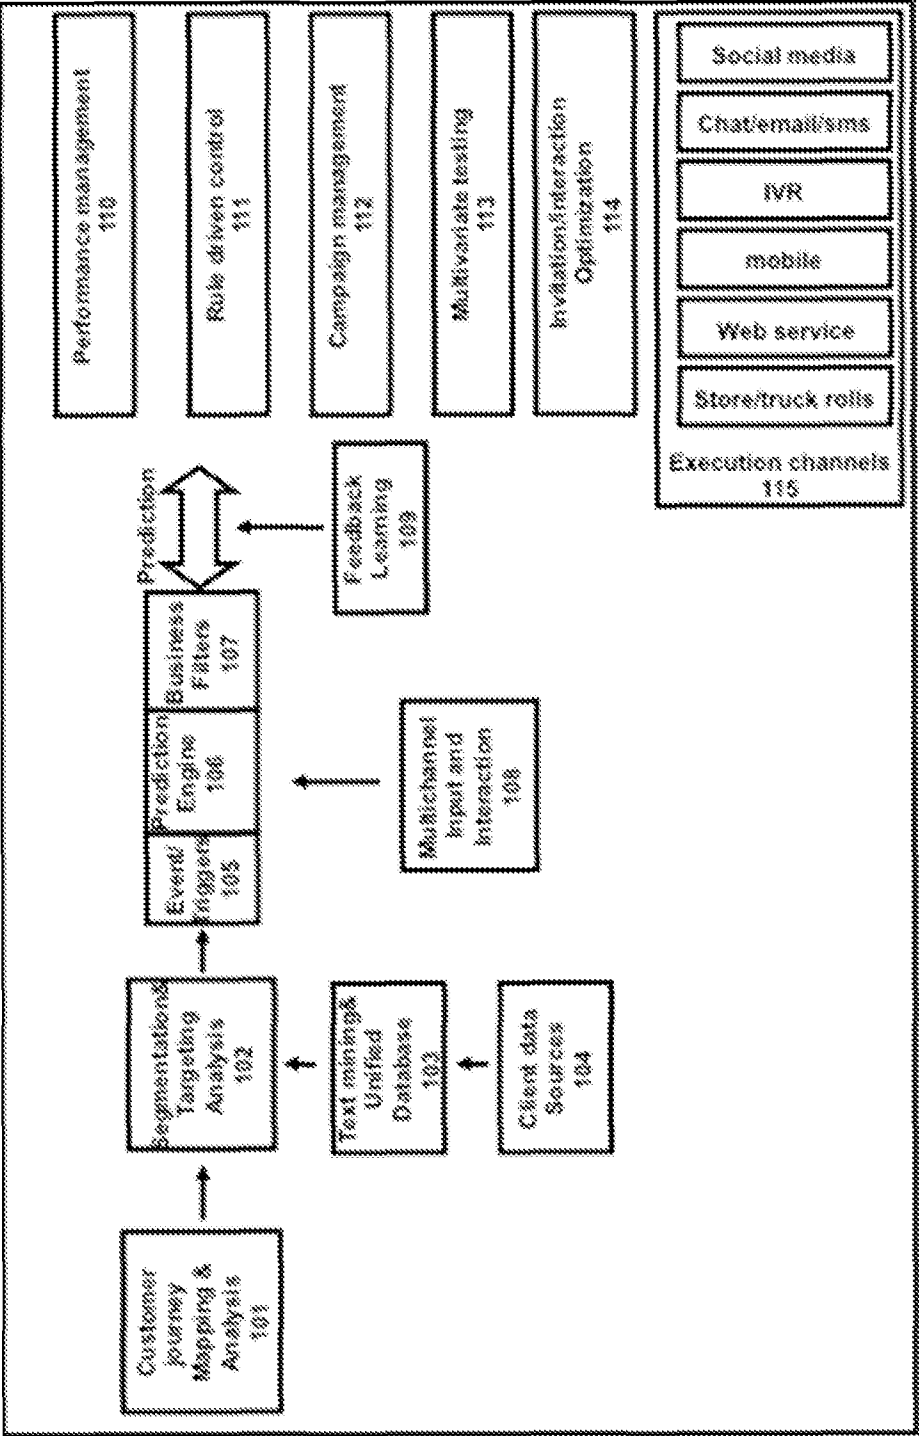 Customer
journey
Mapping &
Analysis
101
Segmentation&
Targeting
Analysis
102
Text mining&
Unified
Database
103
Client data
Sources
104
Event/
Triggers
105
Prediction
Engine
106
Business
Filters
107
Multichannel
Input and
Interaction
108
Prediction
Feedback
Learning
109
Performance management
110
Rule driven control
111
Campaign management
112
Multivariate testing
113
Invitation/interaction
Optimization
114
Social media
Chat/email/sms
IVR
mobile
Web service
Store/truck rolls
Execution channels
115